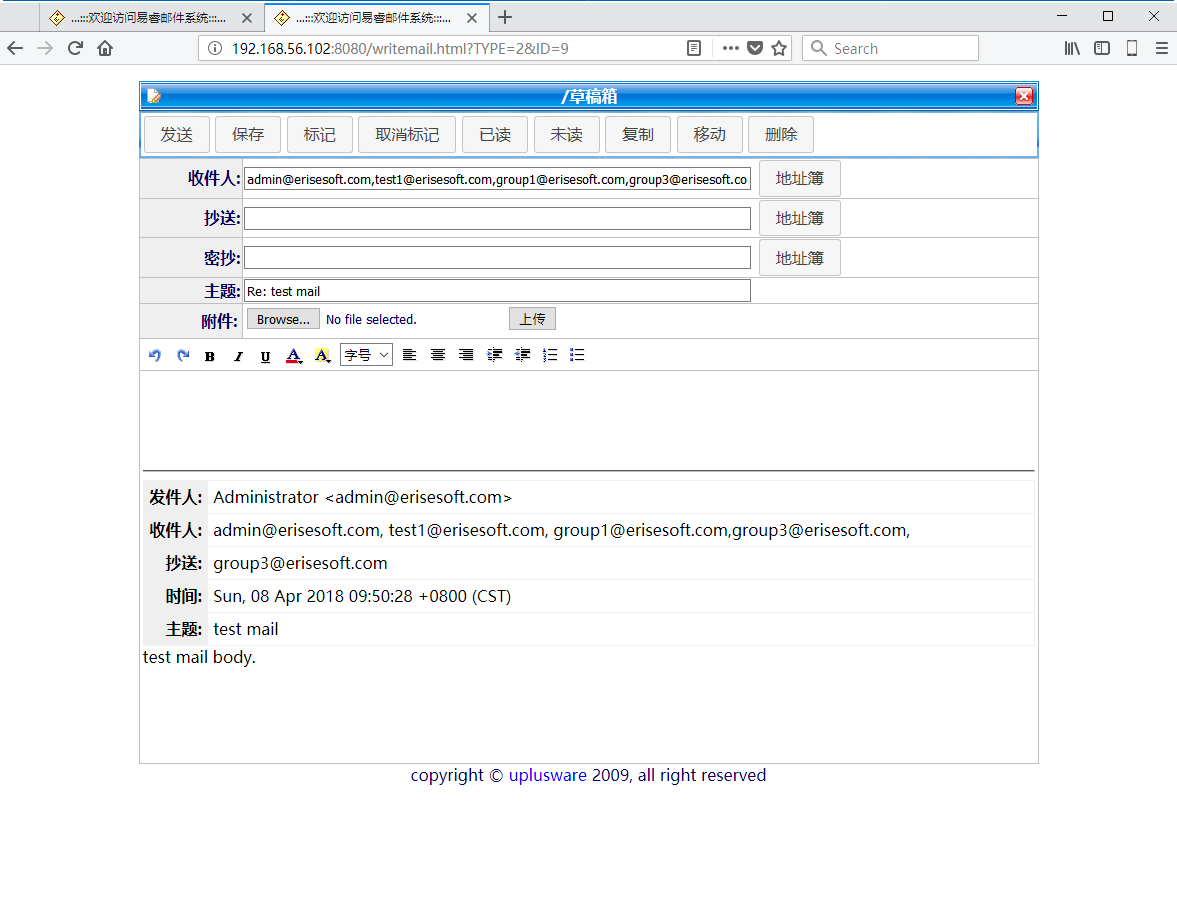 ...:::欢迎访问易睿邮件系统:::...
...:::欢迎访问易睿邮件系统:::...
192.168.56.102:8080/writemail.html?TYPE=2&ID=9
Search
/草稿箱
发送 保存 标记 取消标记 已读 未读 复制 移动 删除
收件人: admin@erisesoft.com,test1@erisesoft.com,group1@erisesoft.com,group3@erisesoft.co 地址簿
抄送: 地址簿
密抄: 地址簿
主题: Re: test mail
附件: Browse... No file selected. 上传
B I U A A 字号
发件人: Administrator <admin@erisesoft.com>
收件人: admin@erisesoft.com, test1@erisesoft.com, group1@erisesoft.com,group3@erisesoft.com,
抄送: group3@erisesoft.com
时间: Sun, 08 Apr 2018 09:50:28 +0800 (CST)
主题: test mail
test mail body.
copyright © uplusware 2009, all right reserved